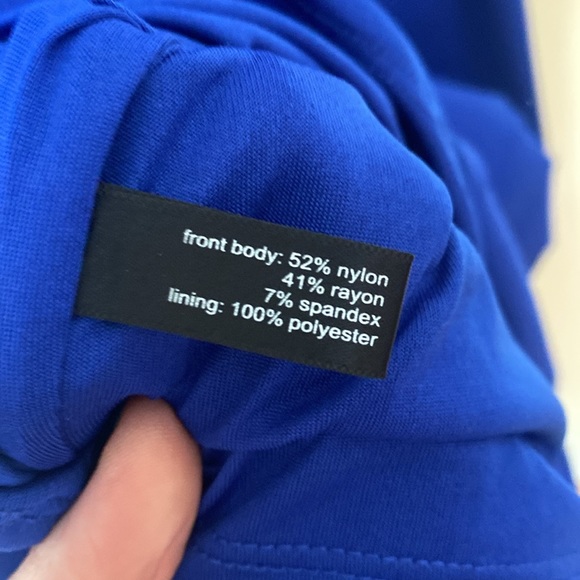 front body: 52% nylon
41% rayon
7% spandex
lining: 100% polyester